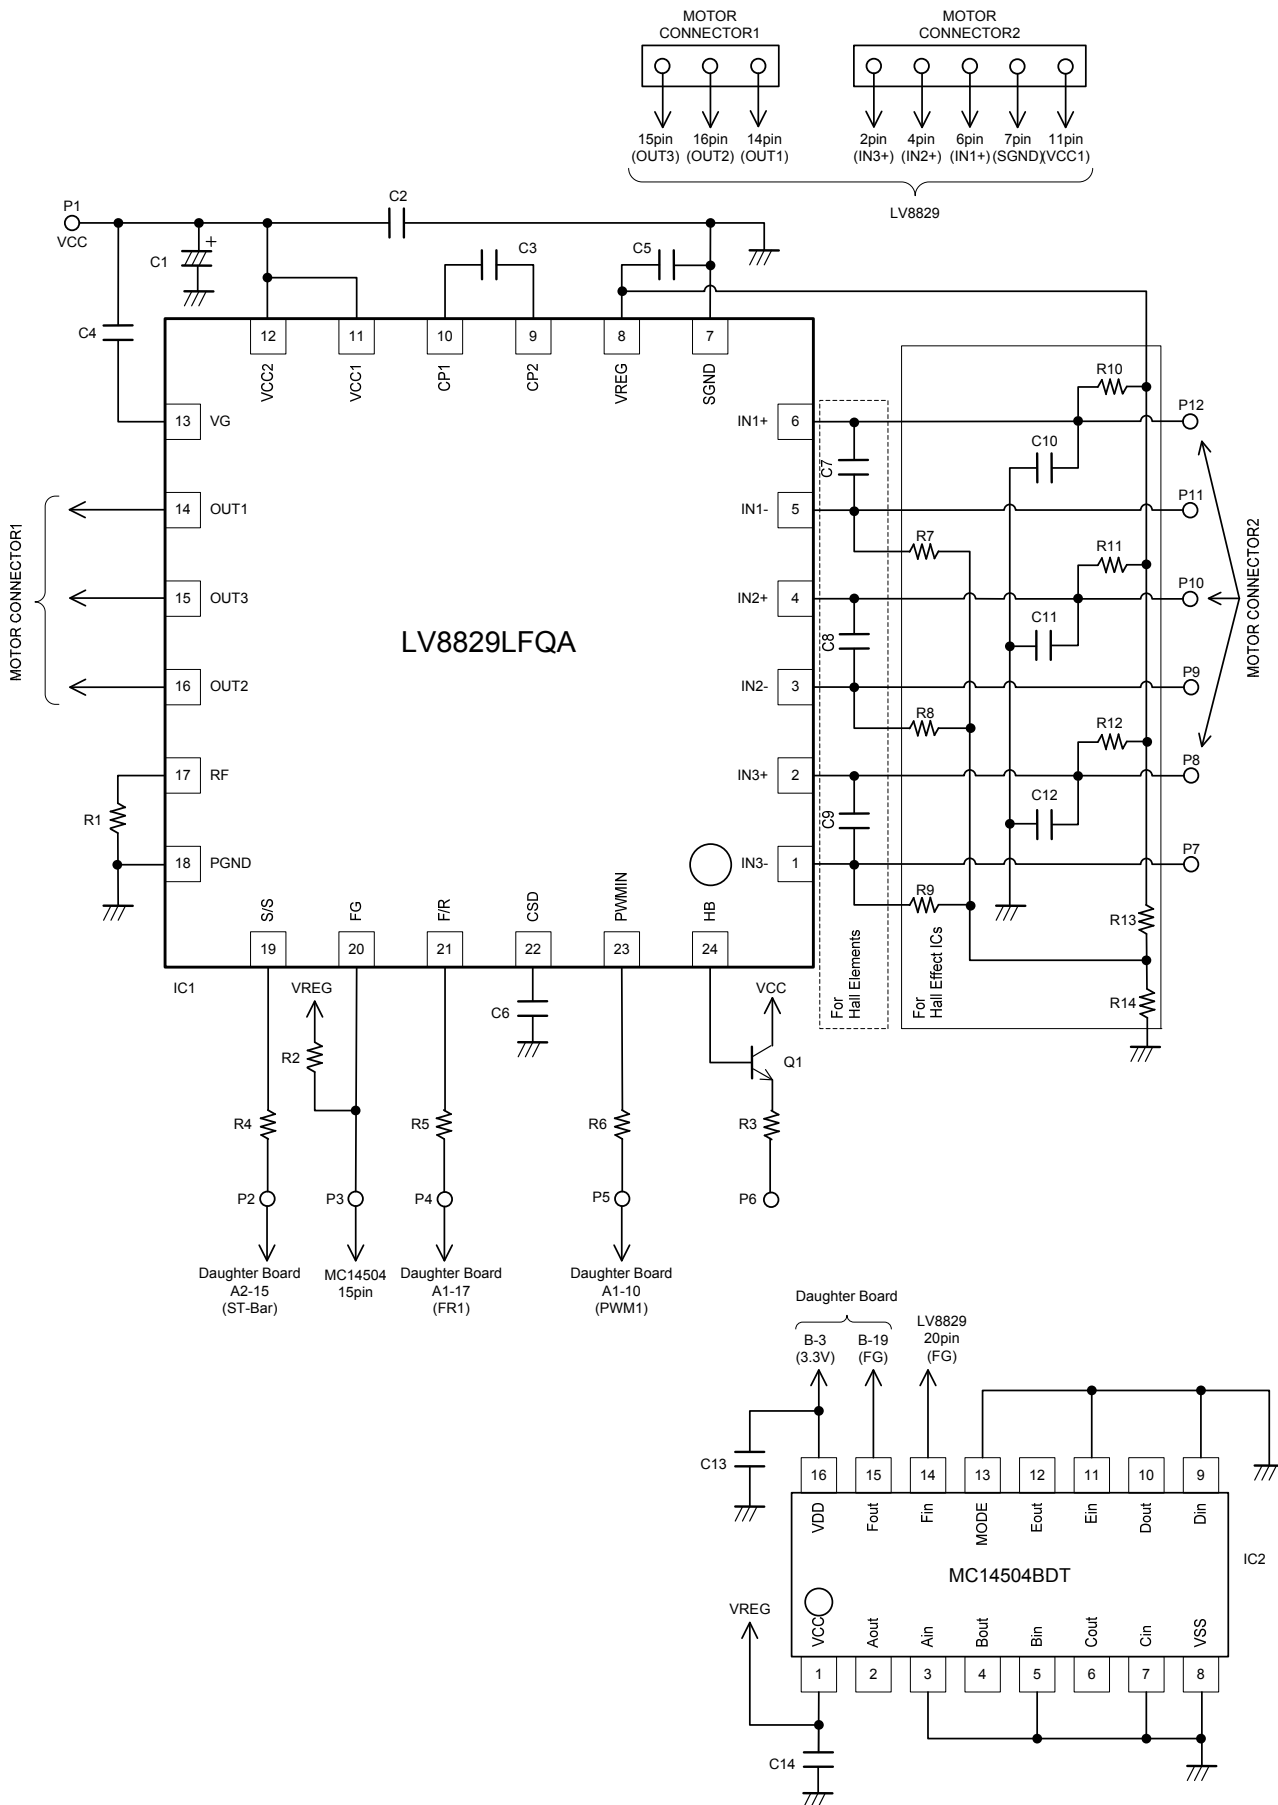 MOTOR
CONNECTOR1
MOTOR
CONNECTOR2
15pin
(OUT3)
16pin
(OUT2)
14pin
(OUT1)
2pin
(IN3+)
4pin
(IN2+)
6pin
(IN1+)
7pin
(SGND)
11pin
(VCC1)
LV8829
P1
VCC
C2
C1
+
C3
C5
C4
12
11
10
9
8
7
VCC2
VCC1
CP1
CP2
VREG
SGND
R10
13
VG
IN1+
6
P12
C7
C10
MOTOR CONNECTOR1
14
OUT1
IN1-
5
P11
R7
R11
15
OUT3
IN2+
4
P10
LV8829LFQA
C8
C11
MOTOR CONNECTOR2
16
OUT2
IN2-
3
P9
R8
R12
17
RF
IN3+
2
P8
R1
C9
C12
18
PGND
IN3-
1
P7
S/S
FG
F/R
CSD
PWMIN
HB
R9
R13
19
20
21
22
23
24
IC1
VREG
VCC
For
Hall Elements
For
Hall Effect ICs
R14
C6
R2
Q1
R4
R5
R6
R3
P2
P3
P4
P5
P6
Daughter Board
A2-15
(ST-Bar)
MC14504
15pin
Daughter Board
A1-17
(FR1)
Daughter Board
A1-10
(PWM1)
Daughter Board
B-3
(3.3V)
B-19
(FG)
LV8829
20pin
(FG)
C13
16
15
14
13
12
11
10
9
VDD
Fout
Fin
MODE
Eout
Ein
Dout
Din
IC2
MC14504BDT
VREG
VCC
Aout
Ain
Bout
Bin
Cout
Cin
VSS
1
2
3
4
5
6
7
8
C14